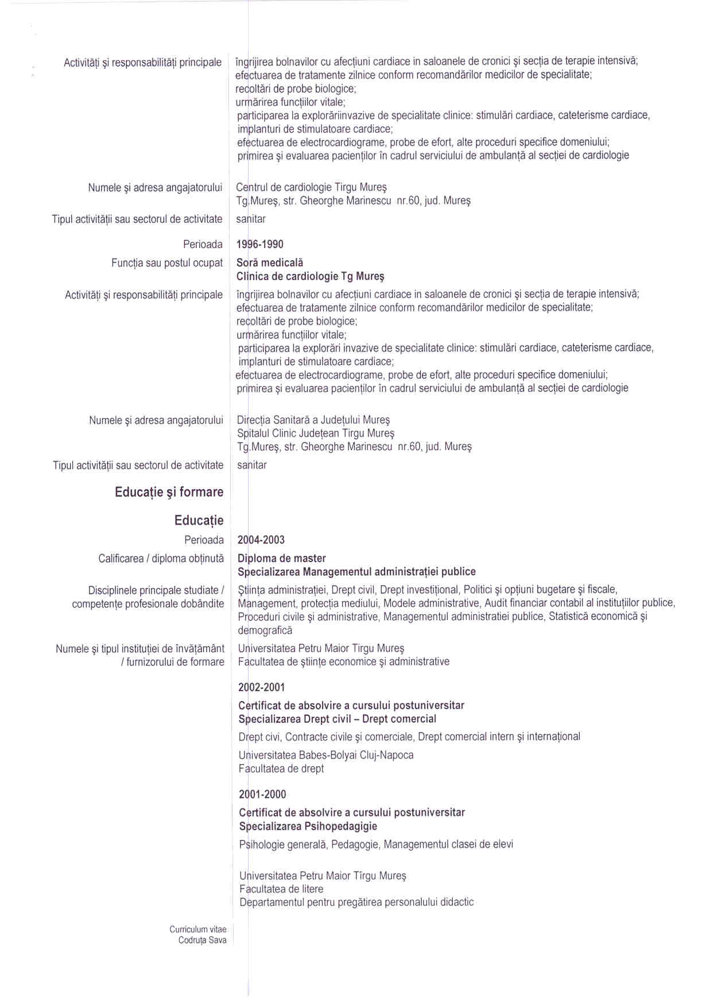 Activităţi şi responsabilităţi principale îngrijirea bolnavilor cu afecţiuni cardiace in saloanele de cronici şi secţia de terapie intensivă;
efectuarea de tratamente zilnice conform recomandărilor medicilor de specialitate;
recoltări de probe biologice;
urmărirea funcţiilor vitale;
participarea la explorăriinvazive de specialitate clinice: stimulări cardiace, cateterisme cardiace,
implanturi de stimulatoare cardiace;
efectuarea de electrocardiograme, probe de efort, alte proceduri specifice domeniului;
primirea şi evaluarea pacienţilor în cadrul serviciului de ambulanţă al secţiei de cardiologie
Numele şi adresa angajatorului Centrul de cardiologie Tirgu Mureş
Tg.Mureş, str. Gheorghe Marinescu nr.60, jud. Mureş
Tipul activităţii sau sectorul de activitate sanitar
Perioada 1996-1990
Funcţia sau postul ocupat Soră medicală
Clinica de cardiologie Tg Mureş
Activităţi şi responsabilităţi principale îngrijirea bolnavilor cu afecţiuni cardiace in saloanele de cronici şi secţia de terapie intensivă;
efectuarea de tratamente zilnice conform recomandărilor medicilor de specialitate;
recoltări de probe biologice;
urmărirea funcţiilor vitale;
participarea la explorări invazive de specialitate clinice: stimulări cardiace, cateterisme cardiace,
implanturi de stimulatoare cardiace;
efectuarea de electrocardiograme, probe de efort, alte proceduri specifice domeniului;
primirea şi evaluarea pacienţilor în cadrul serviciului de ambulanţă al secţiei de cardiologie
Numele şi adresa angajatorului Direcţia Sanitară a Judeţului Mureş
Spitalul Clinic Judeţean Tirgu Mureş
Tg.Mureş, str. Gheorghe Marinescu nr.60, jud. Mureş
Tipul activităţii sau sectorul de activitate sanitar
Educaţie şi formare
Educaţie
Perioada 2004-2003
Calificarea / diploma obţinută Diploma de master
Specializarea Managementul administraţiei publice
Disciplinele principale studiate / Ştiinţa administraţiei, Drept civil, Drept investiţional, Politici şi opţiuni bugetare şi fiscale,
competenţe profesionale dobândite Management, protecţia mediului, Modele administrative, Audit financiar contabil al instituţiilor publice,
Proceduri civile şi administrative, Managementul administratiei publice, Statistică economică şi
demografică
Numele şi tipul instituţiei de învăţământ Universitatea Petru Maior Tirgu Mureş
/ furnizorului de formare Facultatea de ştiinţe economice şi administrative
2002-2001
Certificat de absolvire a cursului postuniversitar
Specializarea Drept civil – Drept comercial
Drept civi, Contracte civile şi comerciale, Drept comercial intern şi internaţional
Universitatea Babes-Bolyai Cluj-Napoca
Facultatea de drept
2001-2000
Certificat de absolvire a cursului postuniversitar
Specializarea Psihopedagigie
Psihologie generală, Pedagogie, Managementul clasei de elevi
Universitatea Petru Maior Tîrgu Mureş
Facultatea de litere
Departamentul pentru pregătirea personalului didactic
Curriculum vitae
Codruţa Sava